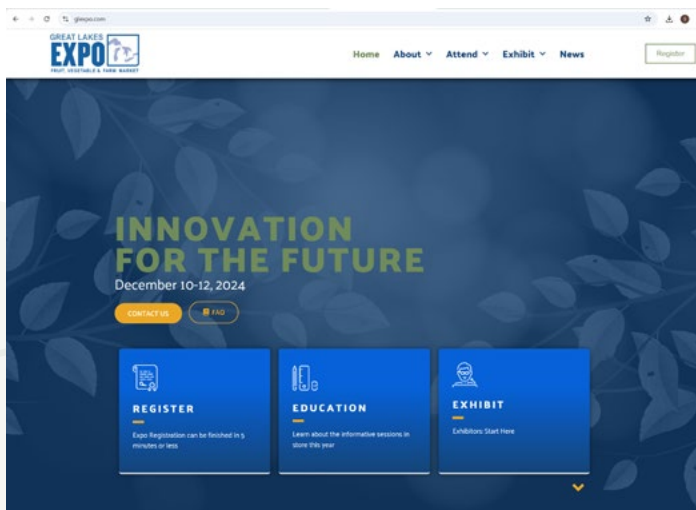 glexpo.com
GREAT LAKES
EXPO
FRUIT, VEGETABLE & FARM MARKET
Home About Attend Exhibit News
Register
INNOVATION
FOR THE FUTURE
December 10-12, 2024
CONTACT US
FAQ
REGISTER
Expo Registration can be finished in 5
minutes or less
EDUCATION
Learn about the informative sessions in
store this year
EXHIBIT
Exhibitors Start Here